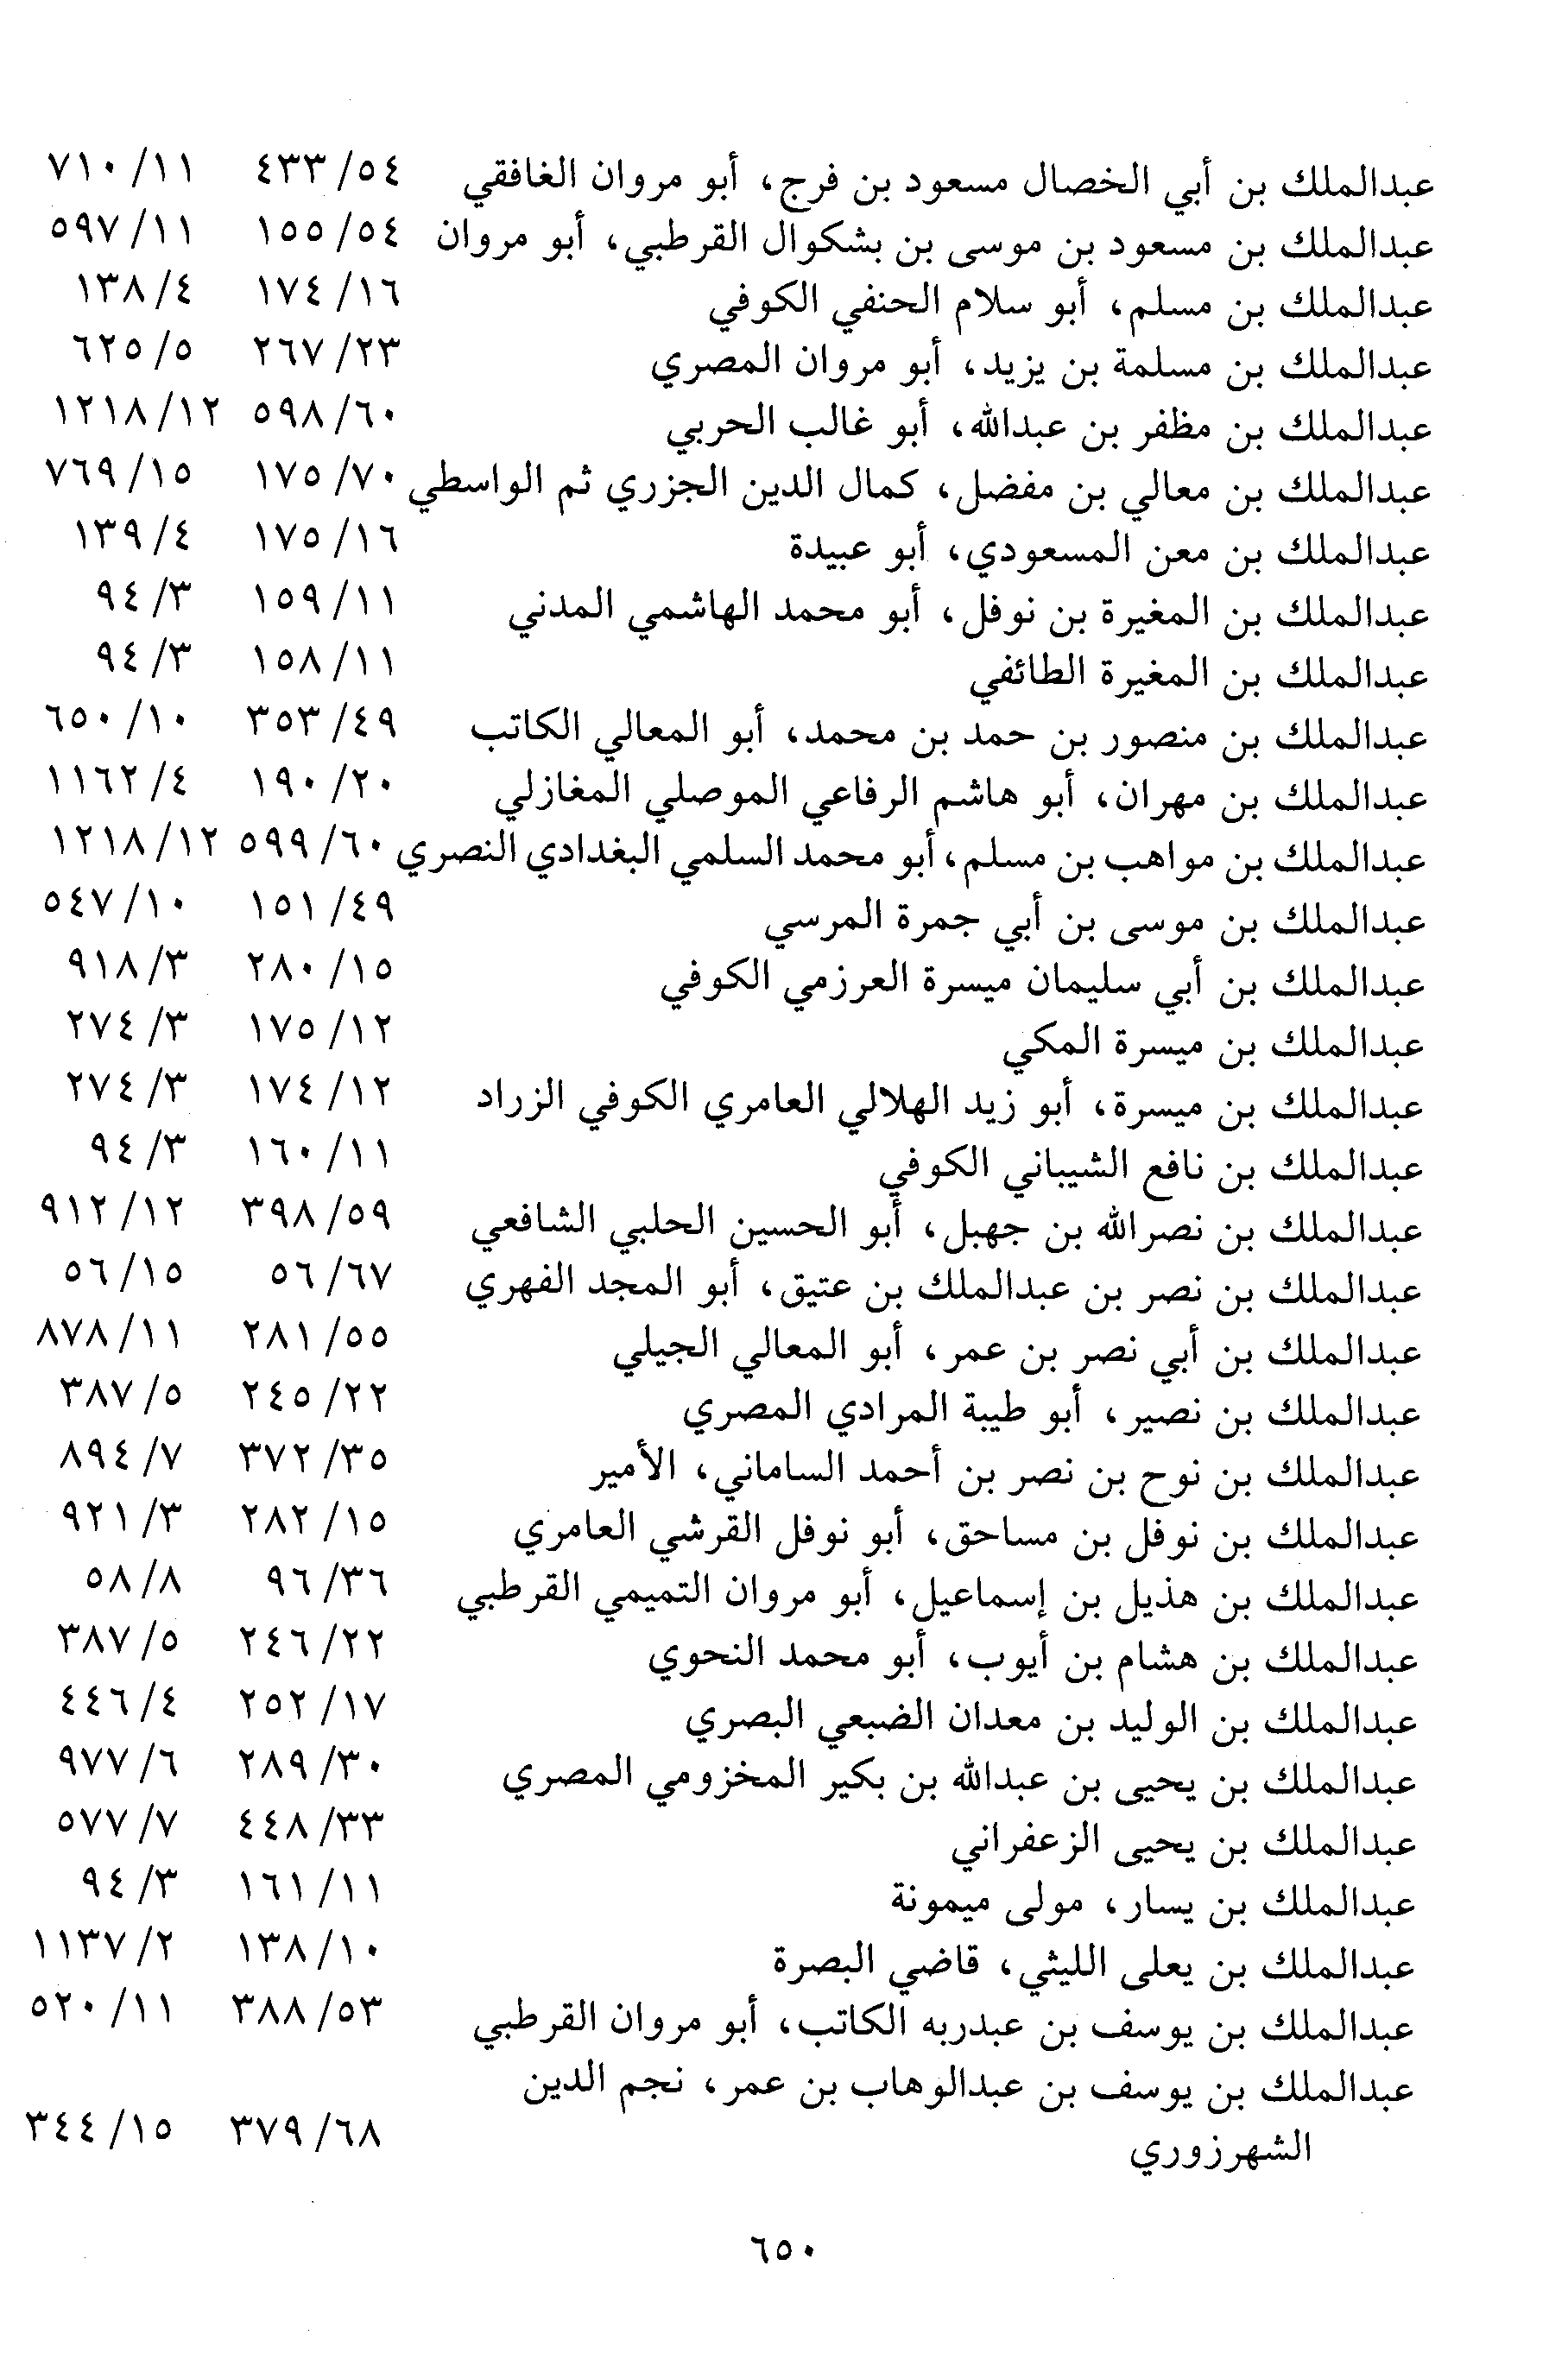 عبدالملك بن أبي الخصال مسعود بن فرج، أبو مروان الغافقي ٥٤/ ٤٣٣ ١١/ ٧١٠
عبدالملك بن مسعود بن موسى بن بشكوال القرطبي، أبو مروان ٥٤/ ١٥٥ ١١/ ٥٩٧
عبدالملك بن مسلم، أبو سلام الحنفي الكوفي ١٦/ ١٧٤ ٤/ ١٣٨
عبدالملك بن مسلمة بن يزيد، أبو مروان المصري ٢٣/ ٢٦٧ ٥/ ٦٢٥
عبدالملك بن مظفر بن عبدالله، أبو غالب الحربي ٦٠/ ٥٩٨ ١٢/ ١٢١٨
عبدالملك بن معالي بن مفضل، كمال الدين الجزري ثم الواسطي ٧٠/ ١٧٥ ١٥/ ٧٦٩
عبدالملك بن معن المسعودي، أبو عبيدة ١٦/ ١٧٥ ٤/ ١٣٩
عبدالملك بن المغيرة بن نوفل، أبو محمد الهاشمي المدني ١١/ ١٥٩ ٣/ ٩٤
عبدالملك بن المغيرة الطائفي ١١/ ١٥٨ ٣/ ٩٤
عبدالملك بن منصور بن حمد بن محمد، أبو المعالي الكاتب ٤٩/ ٣٥٣ ١٠/ ٦٥٠
عبدالملك بن مهران، أبو هاشم الرفاعي الموصلي المغازلي ٢٠/ ١٩٠ ٤/ ١١٦٢
عبدالملك بن مواهب بن مسلم، أبو محمد السلمي البغدادي النصري ٦٠/ ٥٩٩ ١٢/ ١٢١٨
عبدالملك بن موسى بن أبي جمرة المرسي ٤٩/ ١٥١ ١٠/ ٥٤٧
عبدالملك بن أبي سليمان ميسرة العرزمي الكوفي ١٥/ ٢٨٠ ٣/ ٩١٨
عبدالملك بن ميسرة المكي ١٢/ ١٧٥ ٣/ ٢٧٤
عبدالملك بن ميسرة، أبو زيد الهلالي العامري الكوفي الزراد ١٢/ ١٧٤ ٣/ ٢٧٤
عبدالملك بن نافع الشيباني الكوفي ١١/ ١٦٠ ٣/ ٩٤
عبدالملك بن نصرالله بن جهبل، أبو الحسين الحلبي الشافعي ٥٩/ ٣٩٨ ١٢/ ٩١٢
عبدالملك بن نصر بن عبدالملك بن عتيق، أبو المجد الفهري ٦٧/ ٥٦ ١٥/ ٥٦
عبدالملك بن أبي نصر بن عمر، أبو المعالي الجيلي ٥٥/ ٢٨١ ١١/ ٨٧٨
عبدالملك بن نصير، أبو طيبة المرادي المصري ٢٢/ ٢٤٥ ٥/ ٣٨٧
عبدالملك بن نوح بن نصر بن أحمد الساماني، الأمير ٣٥/ ٣٧٢ ٧/ ٨٩٤
عبدالملك بن نوفل بن مساحق، أبو نوفل القرشي العامري ١٥/ ٢٨٢ ٣/ ٩٢١
عبدالملك بن هذيل بن إسماعيل، أبو مروان التميمي القرطبي ٣٦/ ٩٦ ٨/ ٥٨
عبدالملك بن هشام بن أيوب، أبو محمد النحوي ٢٢/ ٢٤٦ ٥/ ٣٨٧
عبدالملك بن الوليد بن معدان الضبعي البصري ١٧/ ٢٥٢ ٤/ ٤٤٦
عبدالملك بن يحيى بن عبدالله بن بكير المخزومي المصري ٣٠/ ٢٨٩ ٦/ ٩٧٧
عبدالملك بن يحيى الزعفراني ٣٣/ ٤٤٨ ٧/ ٥٧٧
عبدالملك بن يسار، مولى ميمونة ١١/ ١٦١ ٣/ ٩٤
عبدالملك بن يعلى الليثي، قاضي البصرة ١٠/ ١٣٨ ٢/ ١١٣٧
عبدالملك بن يوسف بن عبدربه الكاتب، أبو مروان القرطبي ٥٣/ ٣٨٨ ١١/ ٥٢٠
عبدالملك بن يوسف بن عبدالوهاب بن عمر، نجم الدين
الشهرزوري ٦٨/ ٣٧٩ ١٥/ ٣٤٤
٦٥٠